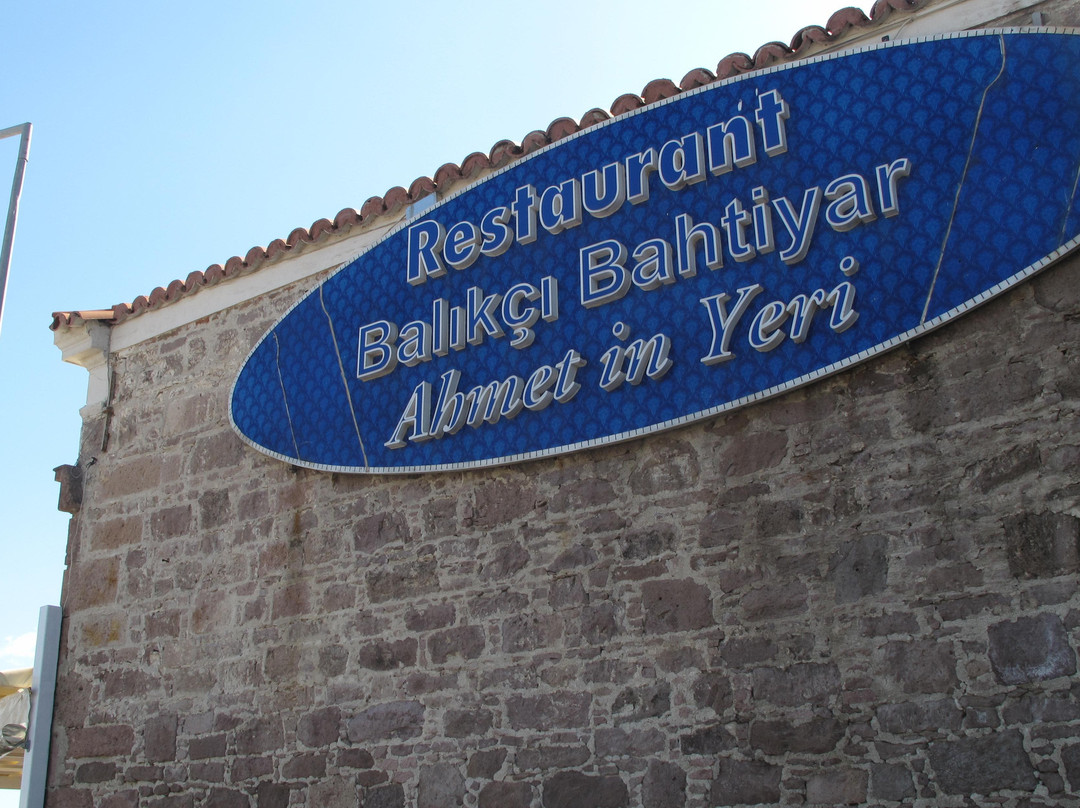 Restaurant
Balıkçı Bahtiyar
Ahmet in Yeri